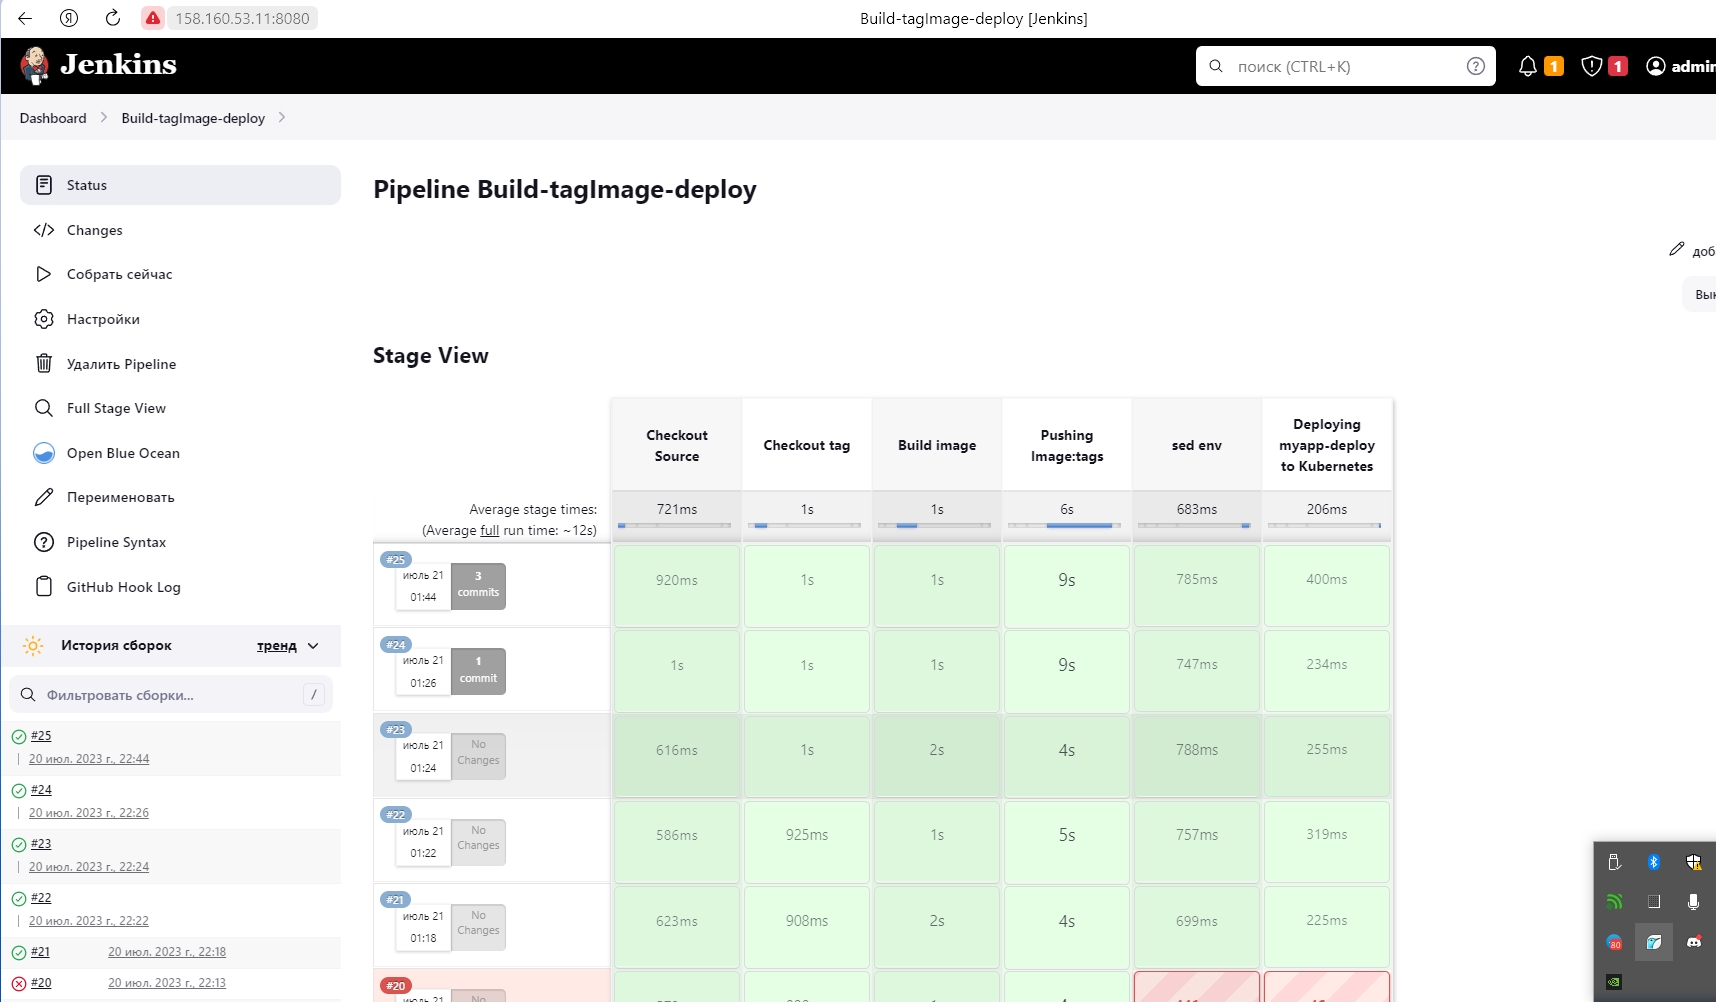 158.160.53.11:8080
Build-tagImage-deploy [Jenkins]
Jenkins
поиск (CTRL+K)
?
1
1
admin
Dashboard
Build-tagImage-deploy
Status
Changes
Собрать сейчас
Настройки
Удалить Pipeline
Full Stage View
Open Blue Ocean
Переименовать
Pipeline Syntax
GitHub Hook Log
История сборок
тренд
Фильтровать сборки...
/
#25
20 июл. 2023 г., 22:44
#24
20 июл. 2023 г., 22:26
#23
20 июл. 2023 г., 22:24
#22
20 июл. 2023 г., 22:22
#21 20 июл. 2023 г., 22:18
#20 20 июл. 2023 г., 22:13
Pipeline Build-tagImage-deploy
доб
Вык
Stage View
Checkout Source
Checkout tag
Build image
Pushing Image:tags
sed env
Deploying myapp-deploy to Kubernetes
Average stage times:
(Average full run time: ~12s)
721ms 1s 1s 6s 683ms 206ms
#25
июль 21
01:44
3
commits
920ms 1s 1s 9s 785ms 400ms
#24
июль 21
01:26
1
commit
1s 1s 1s 9s 747ms 234ms
#23
июль 21
01:24
No
Changes
616ms 1s 2s 4s 788ms 255ms
#22
июль 21
01:22
No
Changes
586ms 925ms 1s 5s 757ms 319ms
#21
июль 21
01:18
No
Changes
623ms 908ms 2s 4s 699ms 225ms
#20
июль 21
No
80